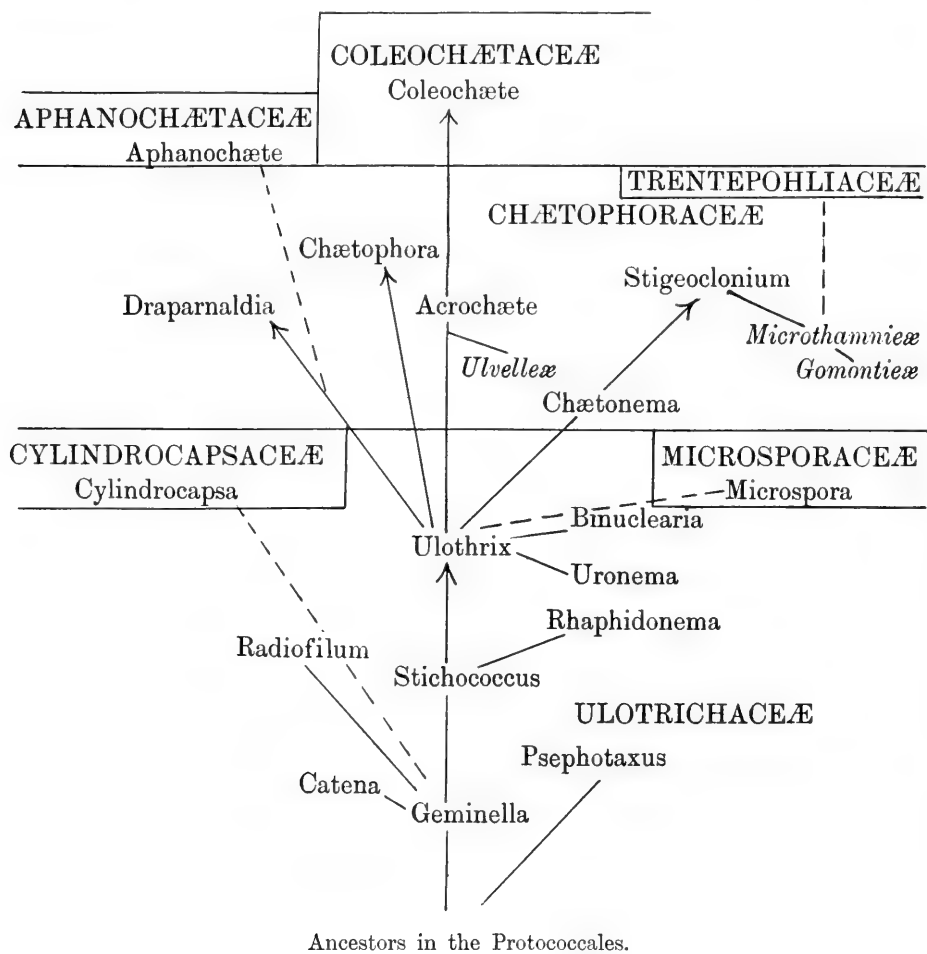 COLEOCHÆTACEÆ
Coleochæte
APHANOCHÆTACEÆ
Aphanochæte
TRENTEPOHLIACEÆ
CHÆTOPHORACEÆ
Chætophora
Stigeoclonium
Draparnaldia
Acrochæte
Microthamnieæ
Ulvelleæ
Gomontieæ
Chætonema
CYLINDROCAPSACEÆ
Cylindrocapsa
MICROSPORACEÆ
Microspora
Binuclearia
Ulothrix
Uronema
Rhaphidonema
Radiofilum
Stichococcus
ULOTRICHACEÆ
Psephotaxus
Catena
Geminella
Ancestors in the Protococcales.